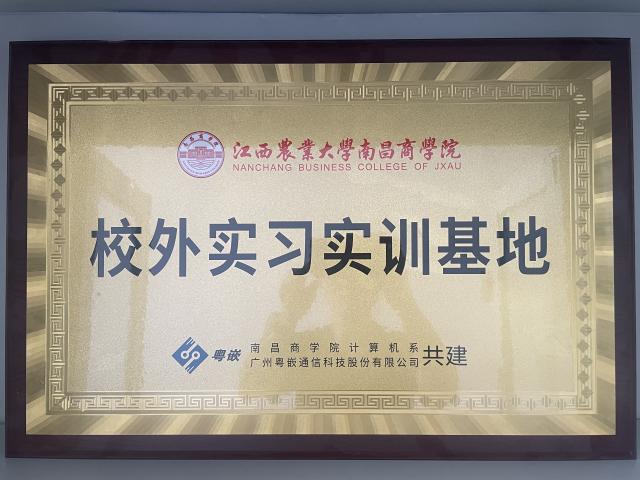 江西农業大學南昌商學院
NANCHANG BUSINESS COLLEGE OF JXAU
校外实习实训基地
粤嵌
南昌商学院计算机系
广州粤嵌通信科技股份有限公司
共建